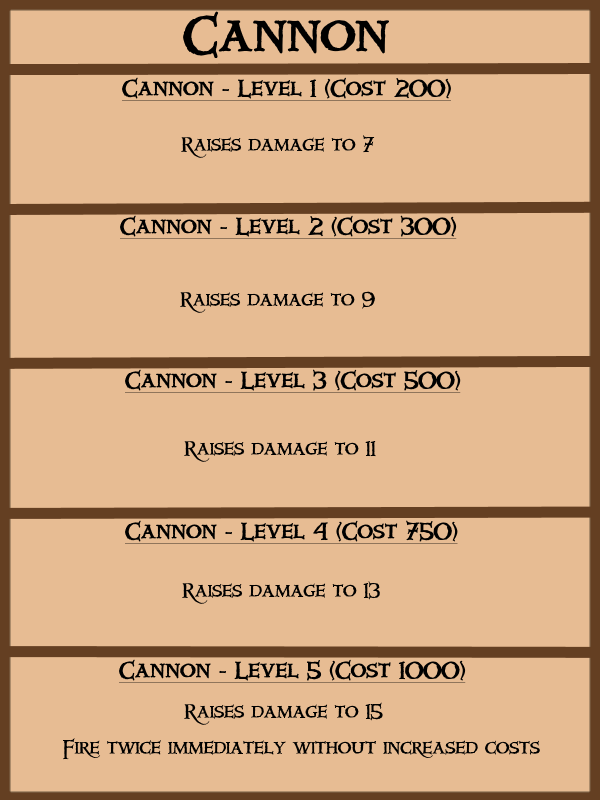 Cannon
Cannon - Level 1 (Cost 200)
Raises damage to 7
Cannon - Level 2 (Cost 300)
Raises damage to 9
Cannon - Level 3 (Cost 500)
Raises damage to 11
Cannon - Level 4 (Cost 750)
Raises damage to 13
Cannon - Level 5 (Cost 1000)
Raises damage to 15
Fire twice immediately without increased costs